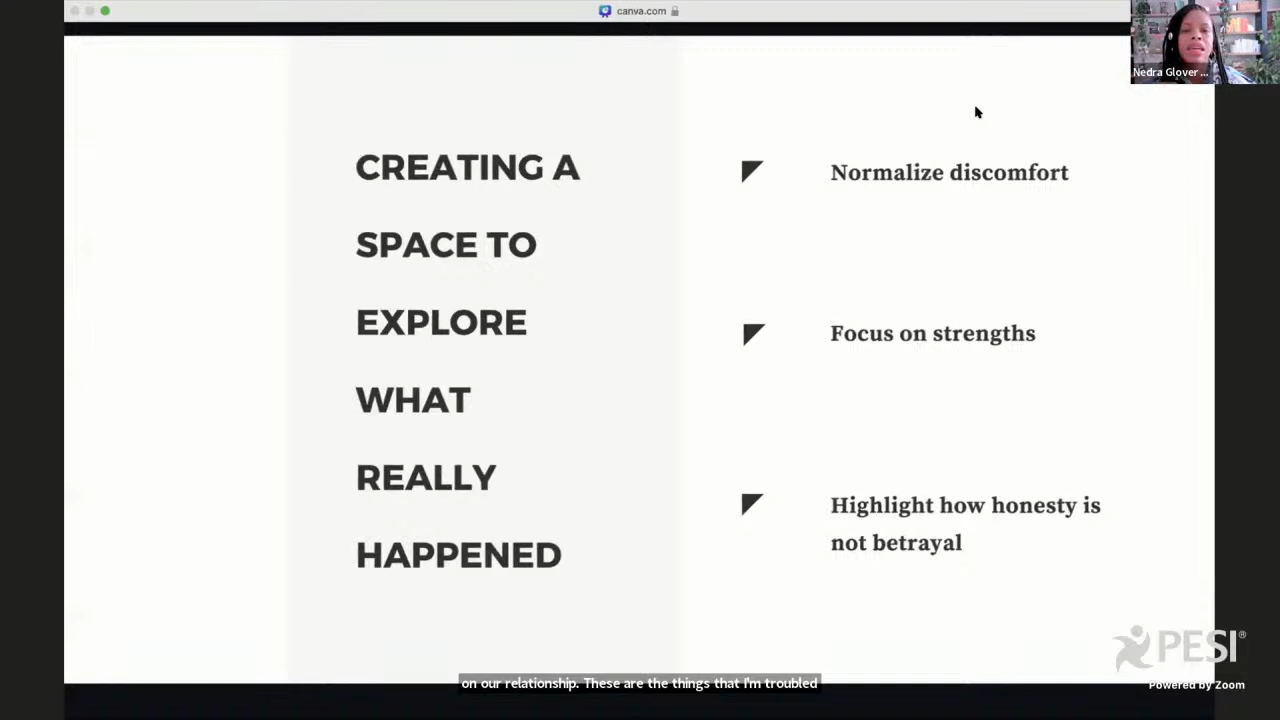 canva.com
Nedra Glover ...
CREATING A
SPACE TO
EXPLORE
WHAT
REALLY
HAPPENED
Normalize discomfort
Focus on strengths
Highlight how honesty is
not betrayal
PESI®
Powered by Zoom
on our relationship. These are the things that I'm troubled